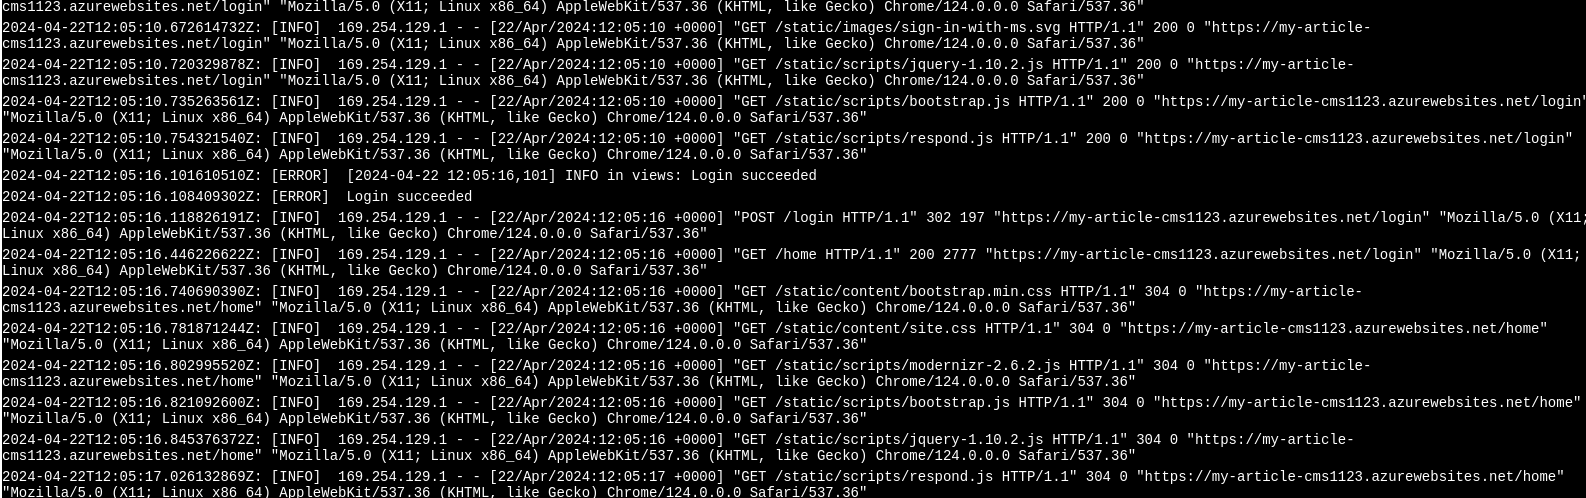 cms1123.azurewebsites.net/login" "Mozilla/5.0 (X11; Linux x86_64) AppleWebKit/537.36 (KHTML, like Gecko) Chrome/124.0.0.0 Safari/537.36"
2024-04-22T12:05:10.672614732Z: [INFO]  169.254.129.1 - - [22/Apr/2024:12:05:10 +0000] "GET /static/images/sign-in-with-ms.svg HTTP/1.1" 200 0 "https://my-article-
cms1123.azurewebsites.net/login" "Mozilla/5.0 (X11; Linux x86_64) AppleWebKit/537.36 (KHTML, like Gecko) Chrome/124.0.0.0 Safari/537.36"
2024-04-22T12:05:10.720329878Z: [INFO]  169.254.129.1 - - [22/Apr/2024:12:05:10 +0000] "GET /static/scripts/jquery-1.10.2.js HTTP/1.1" 200 0 "https://my-article-
cms1123.azurewebsites.net/login" "Mozilla/5.0 (X11; Linux x86_64) AppleWebKit/537.36 (KHTML, like Gecko) Chrome/124.0.0.0 Safari/537.36"
2024-04-22T12:05:10.735263561Z: [INFO]  169.254.129.1 - - [22/Apr/2024:12:05:10 +0000] "GET /static/scripts/bootstrap.js HTTP/1.1" 200 0 "https://my-article-cms1123.azurewebsites.net/login"
"Mozilla/5.0 (X11; Linux x86_64) AppleWebKit/537.36 (KHTML, like Gecko) Chrome/124.0.0.0 Safari/537.36"
2024-04-22T12:05:10.754321540Z: [INFO]  169.254.129.1 - - [22/Apr/2024:12:05:10 +0000] "GET /static/scripts/respond.js HTTP/1.1" 200 0 "https://my-article-cms1123.azurewebsites.net/login"
"Mozilla/5.0 (X11; Linux x86_64) AppleWebKit/537.36 (KHTML, like Gecko) Chrome/124.0.0.0 Safari/537.36"
2024-04-22T12:05:16.101610510Z: [ERROR]  [2024-04-22 12:05:16,101] INFO in views: Login succeeded
2024-04-22T12:05:16.108409302Z: [ERROR]  Login succeeded
2024-04-22T12:05:16.118826191Z: [INFO]  169.254.129.1 - - [22/Apr/2024:12:05:16 +0000] "POST /login HTTP/1.1" 302 197 "https://my-article-cms1123.azurewebsites.net/login" "Mozilla/5.0 (X11;
Linux x86_64) AppleWebKit/537.36 (KHTML, like Gecko) Chrome/124.0.0.0 Safari/537.36"
2024-04-22T12:05:16.446226622Z: [INFO]  169.254.129.1 - - [22/Apr/2024:12:05:16 +0000] "GET /home HTTP/1.1" 200 2777 "https://my-article-cms1123.azurewebsites.net/login" "Mozilla/5.0 (X11;
Linux x86_64) AppleWebKit/537.36 (KHTML, like Gecko) Chrome/124.0.0.0 Safari/537.36"
2024-04-22T12:05:16.740690390Z: [INFO]  169.254.129.1 - - [22/Apr/2024:12:05:16 +0000] "GET /static/content/bootstrap.min.css HTTP/1.1" 304 0 "https://my-article-
cms1123.azurewebsites.net/home" "Mozilla/5.0 (X11; Linux x86_64) AppleWebKit/537.36 (KHTML, like Gecko) Chrome/124.0.0.0 Safari/537.36"
2024-04-22T12:05:16.781871244Z: [INFO]  169.254.129.1 - - [22/Apr/2024:12:05:16 +0000] "GET /static/content/site.css HTTP/1.1" 304 0 "https://my-article-cms1123.azurewebsites.net/home"
"Mozilla/5.0 (X11; Linux x86_64) AppleWebKit/537.36 (KHTML, like Gecko) Chrome/124.0.0.0 Safari/537.36"
2024-04-22T12:05:16.802995520Z: [INFO]  169.254.129.1 - - [22/Apr/2024:12:05:16 +0000] "GET /static/scripts/modernizr-2.6.2.js HTTP/1.1" 304 0 "https://my-article-
cms1123.azurewebsites.net/home" "Mozilla/5.0 (X11; Linux x86_64) AppleWebKit/537.36 (KHTML, like Gecko) Chrome/124.0.0.0 Safari/537.36"
2024-04-22T12:05:16.821092600Z: [INFO]  169.254.129.1 - - [22/Apr/2024:12:05:16 +0000] "GET /static/scripts/bootstrap.js HTTP/1.1" 304 0 "https://my-article-cms1123.azurewebsites.net/home"
"Mozilla/5.0 (X11; Linux x86_64) AppleWebKit/537.36 (KHTML, like Gecko) Chrome/124.0.0.0 Safari/537.36"
2024-04-22T12:05:16.845376372Z: [INFO]  169.254.129.1 - - [22/Apr/2024:12:05:16 +0000] "GET /static/scripts/jquery-1.10.2.js HTTP/1.1" 304 0 "https://my-article-
cms1123.azurewebsites.net/home" "Mozilla/5.0 (X11; Linux x86_64) AppleWebKit/537.36 (KHTML, like Gecko) Chrome/124.0.0.0 Safari/537.36"
2024-04-22T12:05:17.026132869Z: [INFO]  169.254.129.1 - - [22/Apr/2024:12:05:17 +0000] "GET /static/scripts/respond.js HTTP/1.1" 304 0 "https://my-article-cms1123.azurewebsites.net/home"
"Mozilla/5.0 (X11; Linux x86_64) AppleWebKit/537.36 (KHTML, like Gecko) Chrome/124.0.0.0 Safari/537.36"